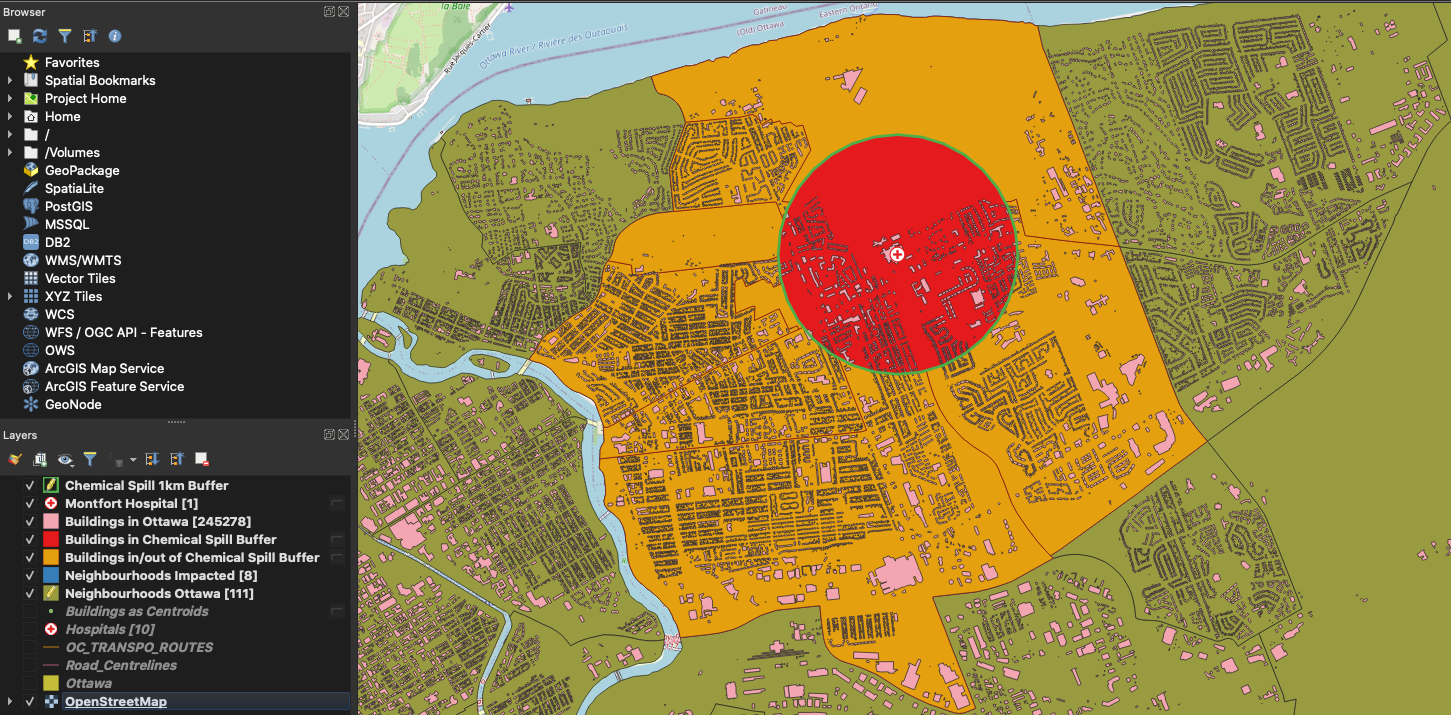 Browser
Favorites
Spatial Bookmarks
Project Home
Home
/
/Volumes
GeoPackage
SpatiaLite
PostGIS
MSSQL
DB2
DB2
WMS/WMTS
Vector Tiles
XYZ Tiles
WCS
WFS / OGC API - Features
OWS
ArcGIS Map Service
ArcGIS Feature Service
GeoNode
Layers
Chemical Spill 1km Buffer
Montfort Hospital [1]
Buildings in Ottawa [245278]
Buildings in Chemical Spill Buffer
Buildings in/out of Chemical Spill Buffer
Neighbourhoods Impacted [8]
Neighbourhoods Ottawa [111]
Buildings as Centroids
Hospitals [10]
OC_TRANSPO_ROUTES
Road_Centrelines
Ottawa
OpenStreetMap
la Baie
Rue Jacques-Cartier
Ottawa River / Rivière des Outaouais
Gatineau
(Old) Ottawa
Eastern Ontario